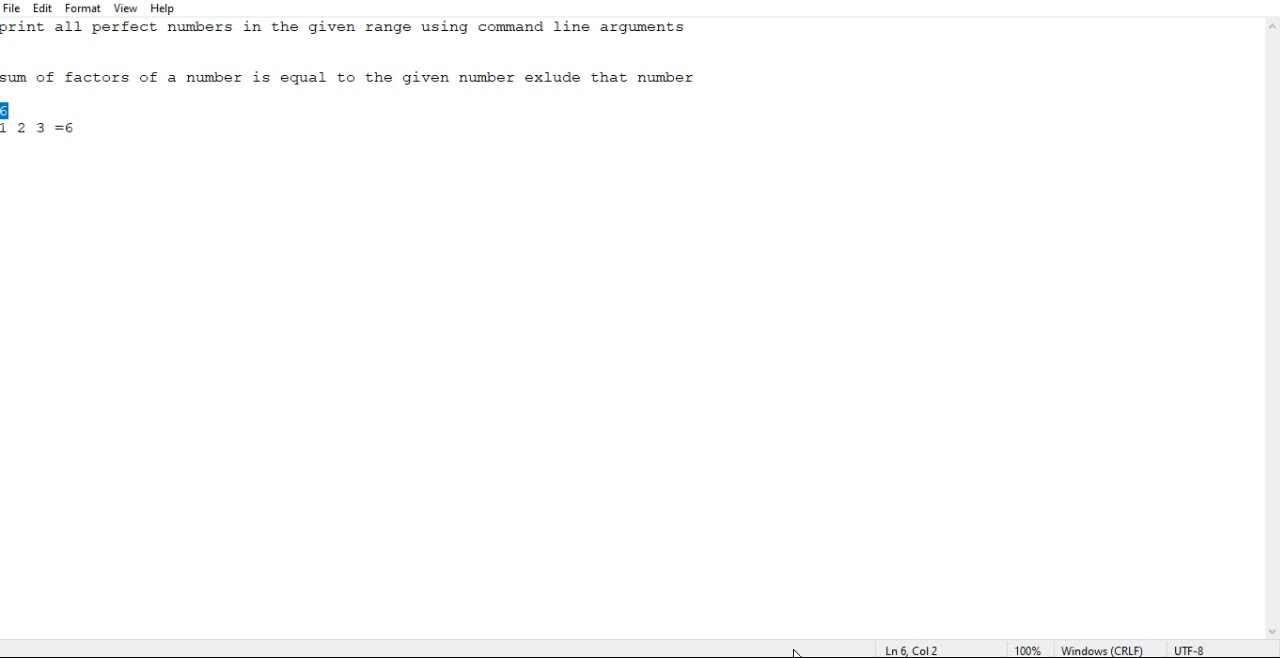 File Edit Format View Help
print all perfect numbers in the given range using command line arguments
sum of factors of a number is equal to the given number exlude that number
6
1 2 3 =6
Ln 6, Col 2 100% Windows (CRLF) UTF-8